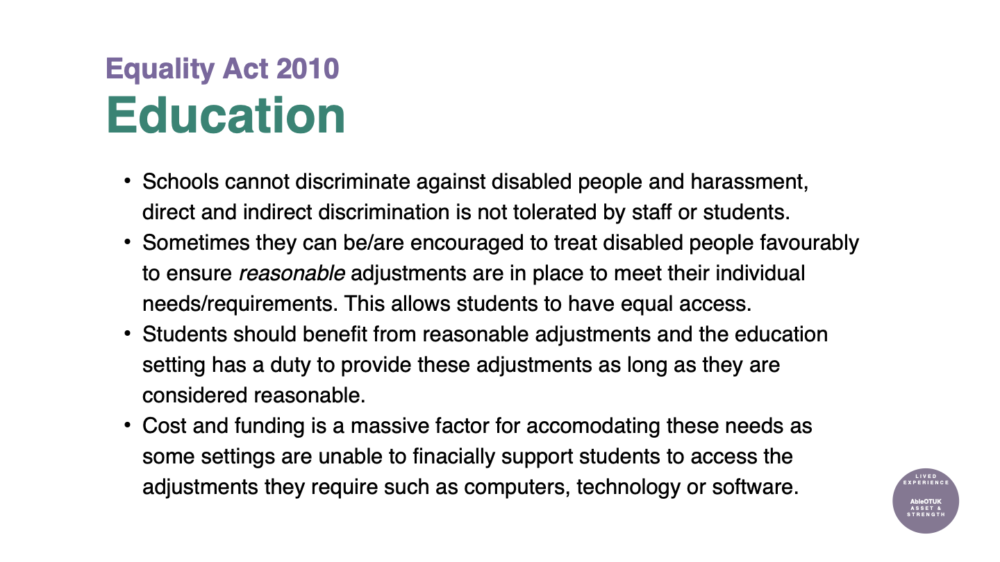 Equality Act 2010
Education
• Schools cannot discriminate against disabled people and harassment,
direct and indirect discrimination is not tolerated by staff or students.
• Sometimes they can be/are encouraged to treat disabled people favourably
to ensure reasonable adjustments are in place to meet their individual
needs/requirements. This allows students to have equal access.
• Students should benefit from reasonable adjustments and the education
setting has a duty to provide these adjustments as long as they are
considered reasonable.
• Cost and funding is a massive factor for accomodating these needs as
some settings are unable to finacially support students to access the
adjustments they require such as computers, technology or software.
LIVED
EXPERIENCE
AbleOTUK
ASSET &
STRENGTH